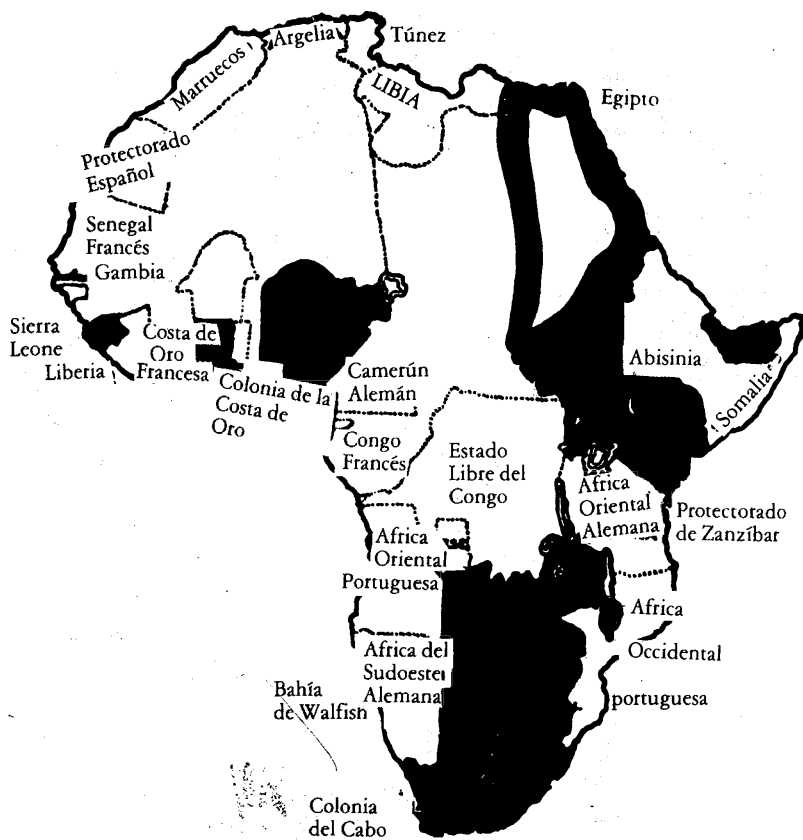 Argelia
Túnez
Marruecos
LIBIA
Egipto
Protectorado
Español
Senegal
Francés
Gambia
Sierra
Leone
Liberia
Costa de
Oro
Francesa
Colonia de la
Costa de
Oro
Camerún
Alemán
Abisinia
Somalia
Congo
Francés
Estado
Libre del
Congo
Africa
Oriental
Alemana
Protectorado
de Zanzíbar
Africa
Oriental
Portuguesa
Africa
Occidental
portuguesa
Africa del
Sudoeste
Alemana
Bahía
de Walfish
Colonia
del Cabo